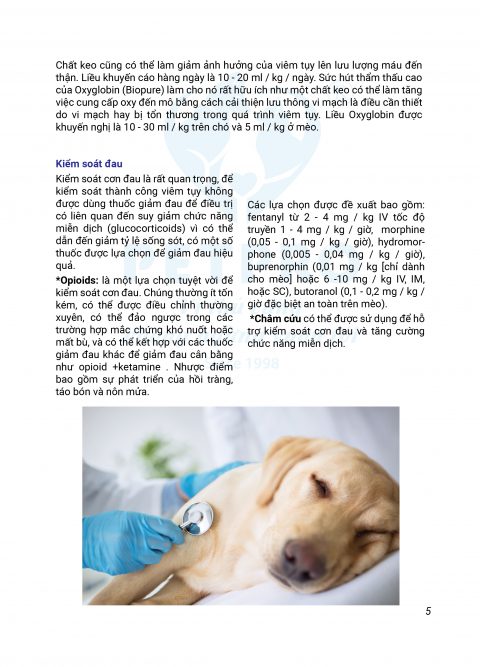 Chất keo cũng có thể làm giảm ảnh hưởng của viêm tụy lên lưu lượng máu đến
thận. Liều khuyến cáo hàng ngày là 10 - 20 ml / kg / ngày. Sức hút thẩm thấu cao
của Oxyglobin (Biopure) làm cho nó rất hữu ích như một chất keo có thể làm tăng
việc cung cấp oxy đến mô bằng cách cải thiện lưu thông vi mạch là điều cần thiết
do vi mạch hay bị tổn thương trong quá trình viêm tụy. Liều Oxyglobin được
khuyến nghị là 10 - 30 ml / kg trên chó và 5 ml / kg ở mèo.
Kiểm soát đau
Kiểm soát cơn đau là rất quan trọng, để
kiểm soát thành công viêm tụy không
được dùng thuốc giảm đau để điều trị
có liên quan đến suy giảm chức năng
miễn dịch (glucocorticoids) vì có thể
dẫn đến giảm tỷ lệ sống sót, có một số
thuốc được lựa chọn để giảm đau hiệu
quả.
*Opioids: là một lựa chọn tuyệt vời để
kiểm soát cơn đau. Chúng thường ít tốn
kém, có thể được điều chỉnh thường
xuyên, có thể đảo ngược trong các
trường hợp mắc chứng khó nuốt hoặc
mất bù, và có thể kết hợp với các thuốc
giảm đau khác để giảm đau cân bằng
như opioid +ketamine . Nhược điểm
bao gồm sự phát triển của hồi tràng,
táo bón và nôn mửa.
Các lựa chọn được đề xuất bao gồm:
fentanyl từ 2 - 4 mg / kg IV tốc độ
truyền 1 - 4 mg / kg / giờ, morphine
(0,05 - 0,1 mg / kg / giờ), hydromor-
phone (0,005 - 0,04 mg / kg / giờ),
buprenorphin (0,01 mg / kg [chỉ dành
cho mèo] hoặc 6 -10 mg / kg IV, IM,
hoặc SC), butoranol (0,1 - 0,2 mg / kg /
giờ đặc biệt an toàn trên mèo).
*Châm cứu có thể được sử dụng để hỗ
trợ kiểm soát cơn đau và tăng cường
chức năng miễn dịch.
5